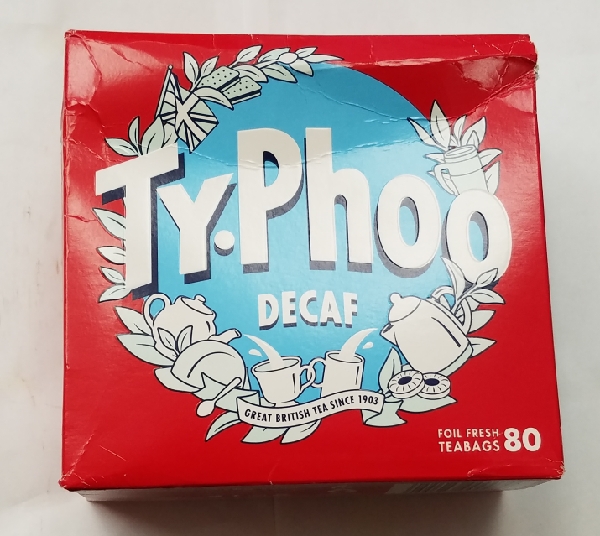 Ty.Phoo
DECAF
GREAT BRITISH TEA SINCE 1903
FOIL FRESH
TEABAGS 80